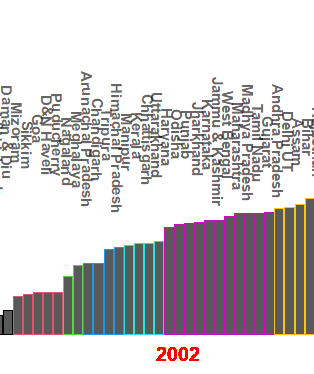 Daman & Diu
Mizoram
Sikkim
Goa
D&N Haveli
Puducherry
Nagaland
Meghalaya
Arunachal Pradesh
Chandigarh
Tripura
Himachal Pradesh
Manipur
Kerala
Chhattisgarh
Uttarakhand
Haryana
Odisha
Punjab
Jharkhand
Karnataka
Jammu & Kashmir
West Bengal
Maharashtra
Madhya Pradesh
Tamil Nadu
Gujarat
Andhra Pradesh
Delhi UT
Assam
Bihar
2002